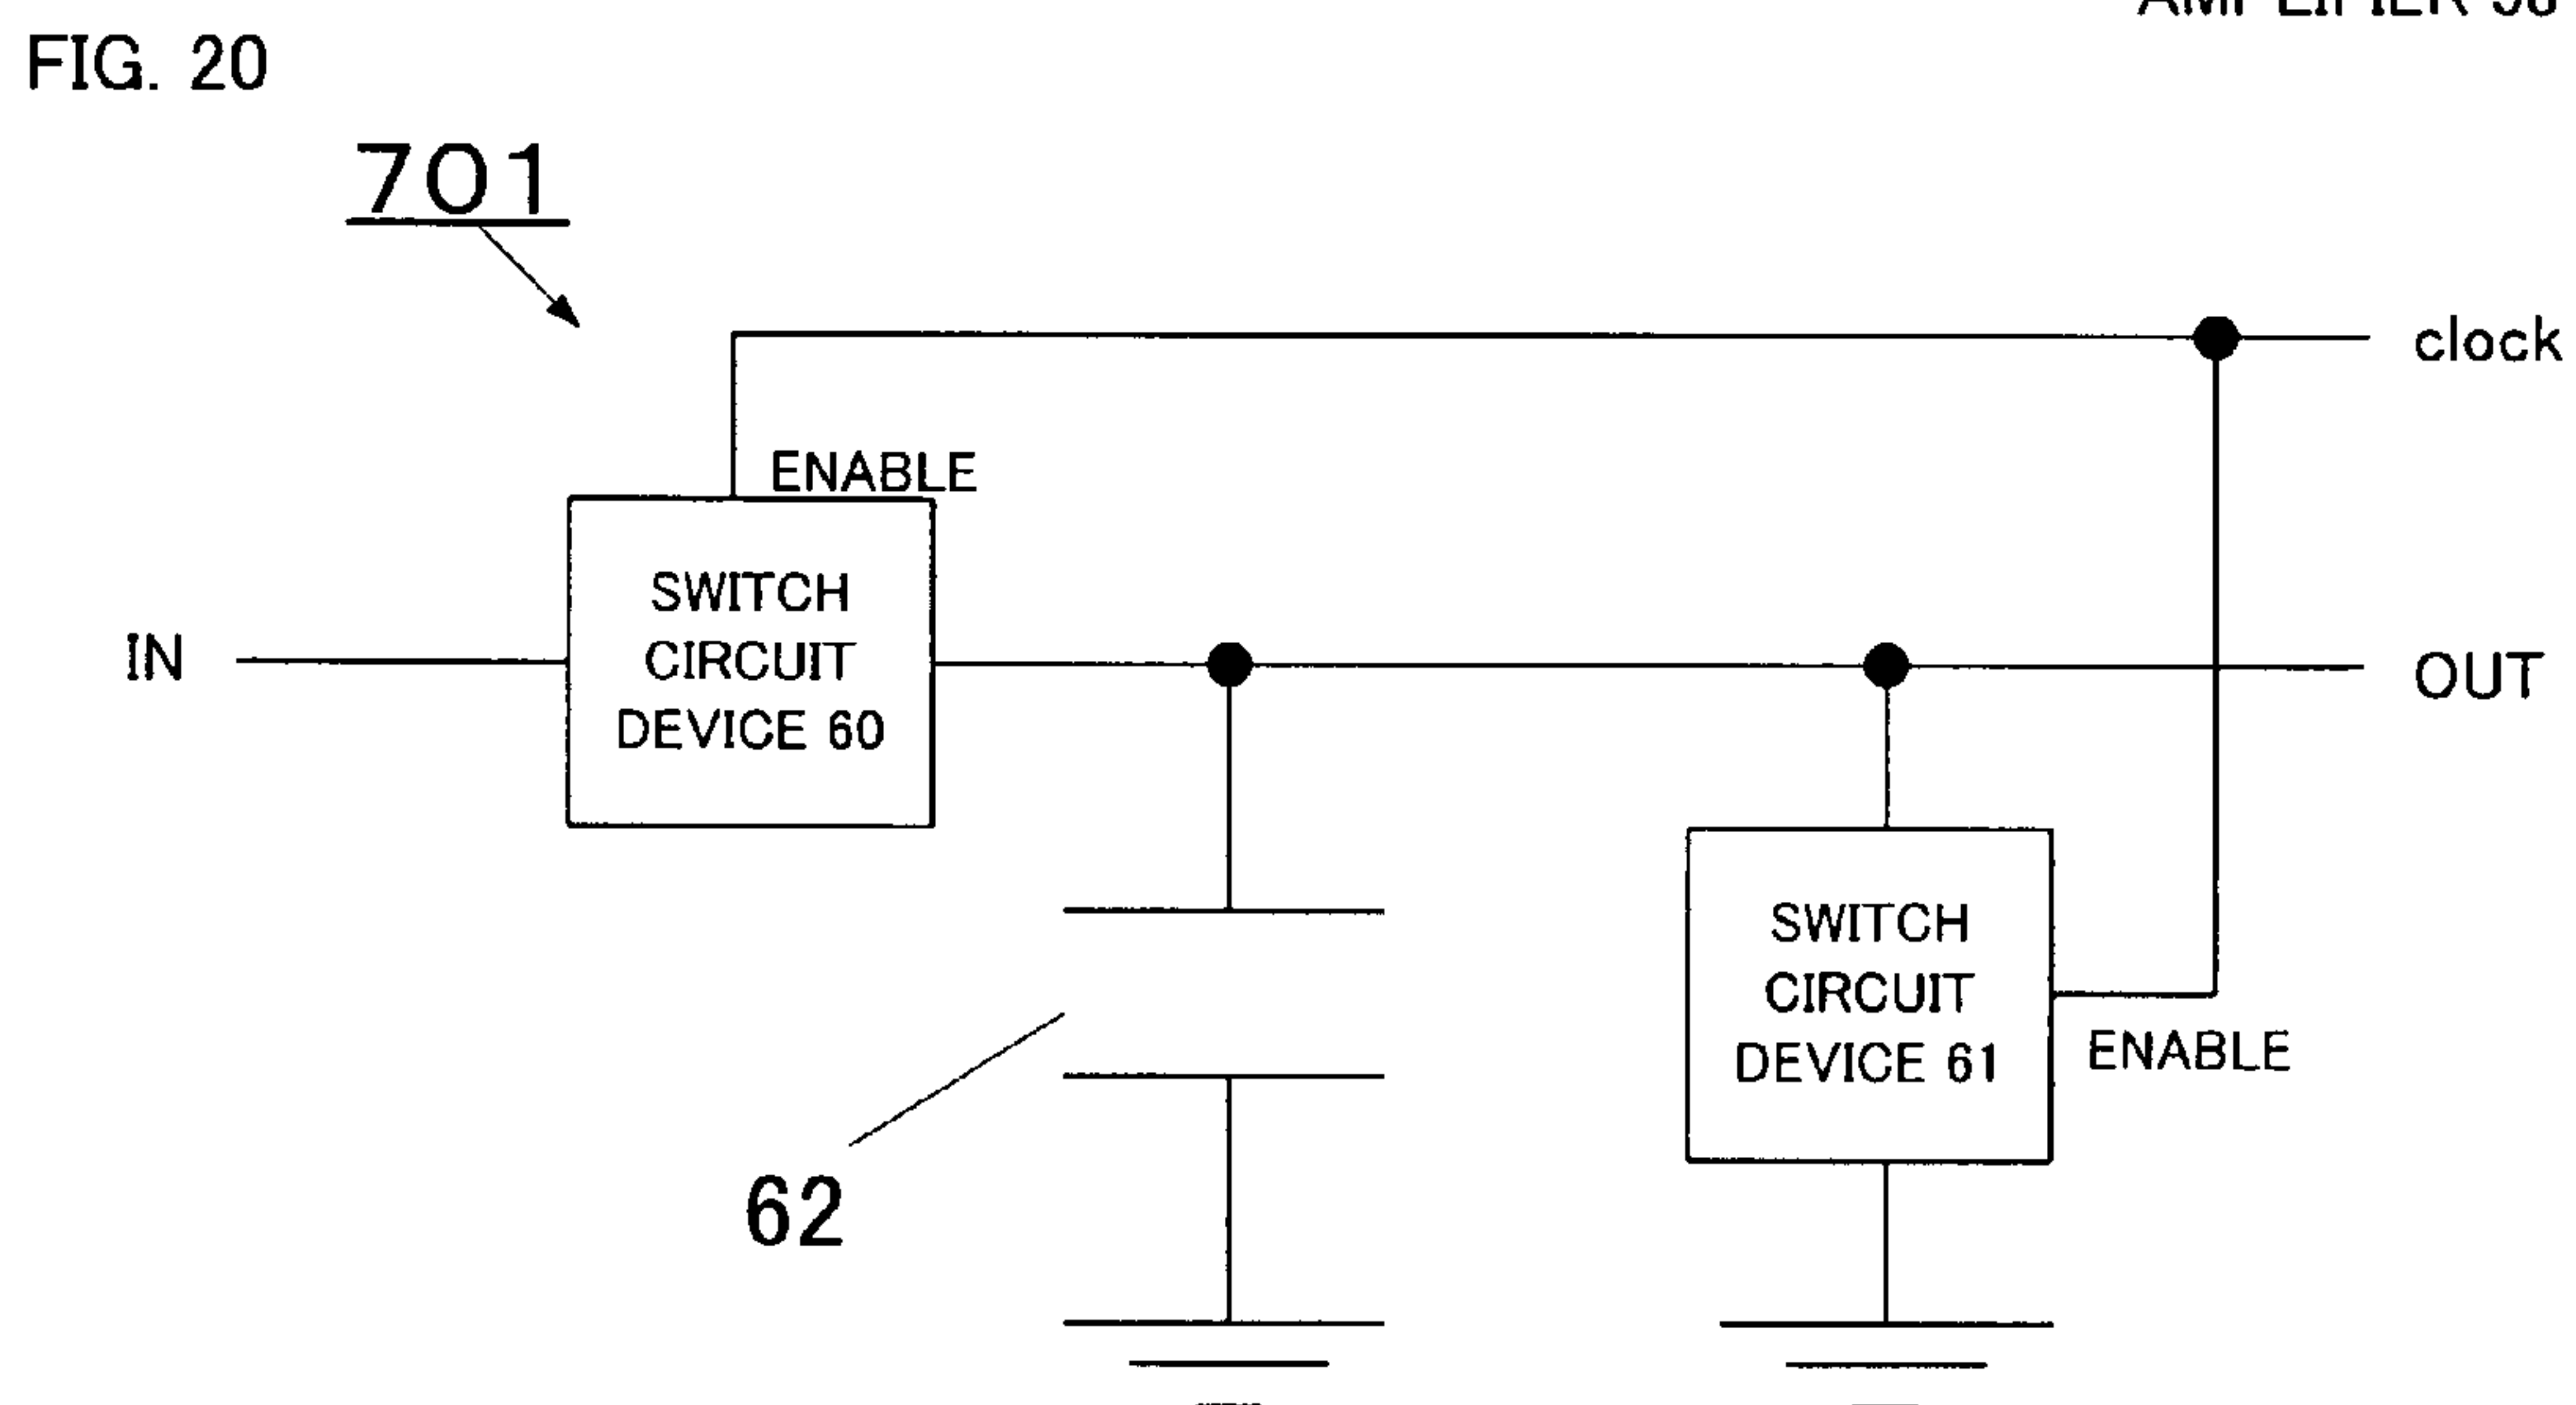 FIG. 20
701
clock
ENABLE
SWITCH
CIRCUIT
DEVICE 60
IN
OUT
SWITCH
CIRCUIT
DEVICE 61
ENABLE
62